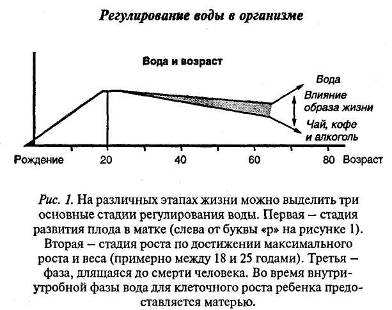 Регулирование воды в организме
Вода и возраст
Вода
Влияние
образа жизни
Чай, кофе
и алкоголь
Рождение 20 40 60 80 Возраст
Рис. 1. На различных этапах жизни можно выделить три
основные стадии регулирования воды. Первая — стадия
развития плода в матке (слева от буквы «р» на рисунке 1).
Вторая — стадия роста по достижении максимального
роста и веса (примерно между 18 и 25 годами). Третья —
фаза, длящаяся до смерти человека. Во время внутри-
утробной фазы вода для клеточного роста ребенка предо-
ставляется матерью.